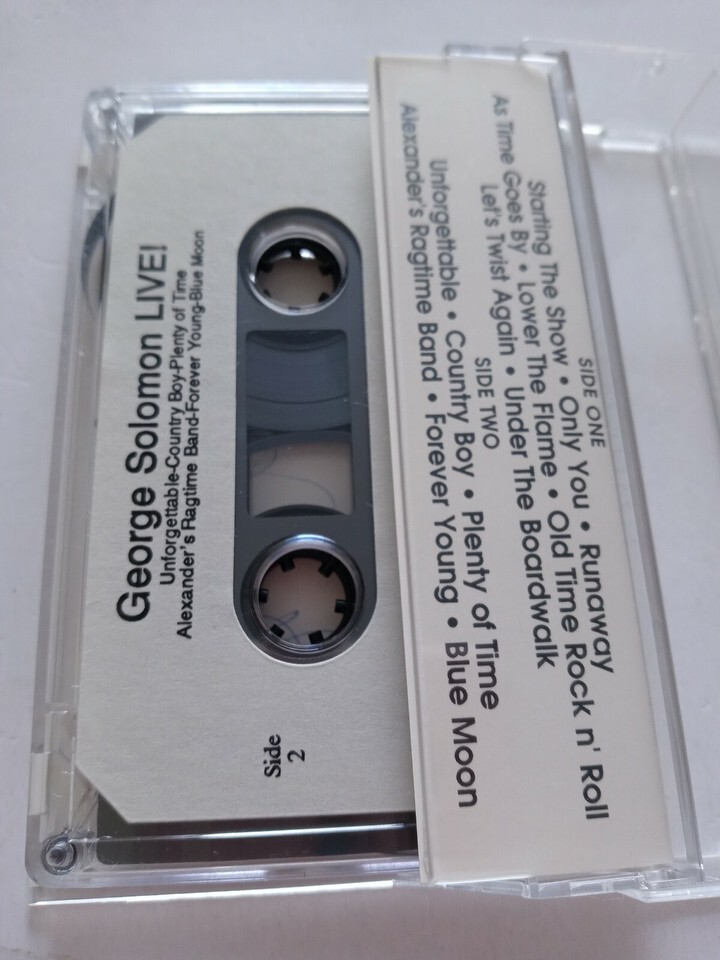 George Solomon LIVE!
Unforgettable-Country Boy-Plenty of Time
Alexander's Ragtime Band-Forever Young-Blue Moon
Side
2
SIDE ONE
Starting The Show • Only You • Runaway
As Time Goes By • Lower The Flame • Old Time Rock n' Roll
Let's Twist Again • Under The Boardwalk
SIDE TWO
Unforgettable • Country Boy • Plenty of Time
Alexander's Ragtime Band • Forever Young • Blue Moon